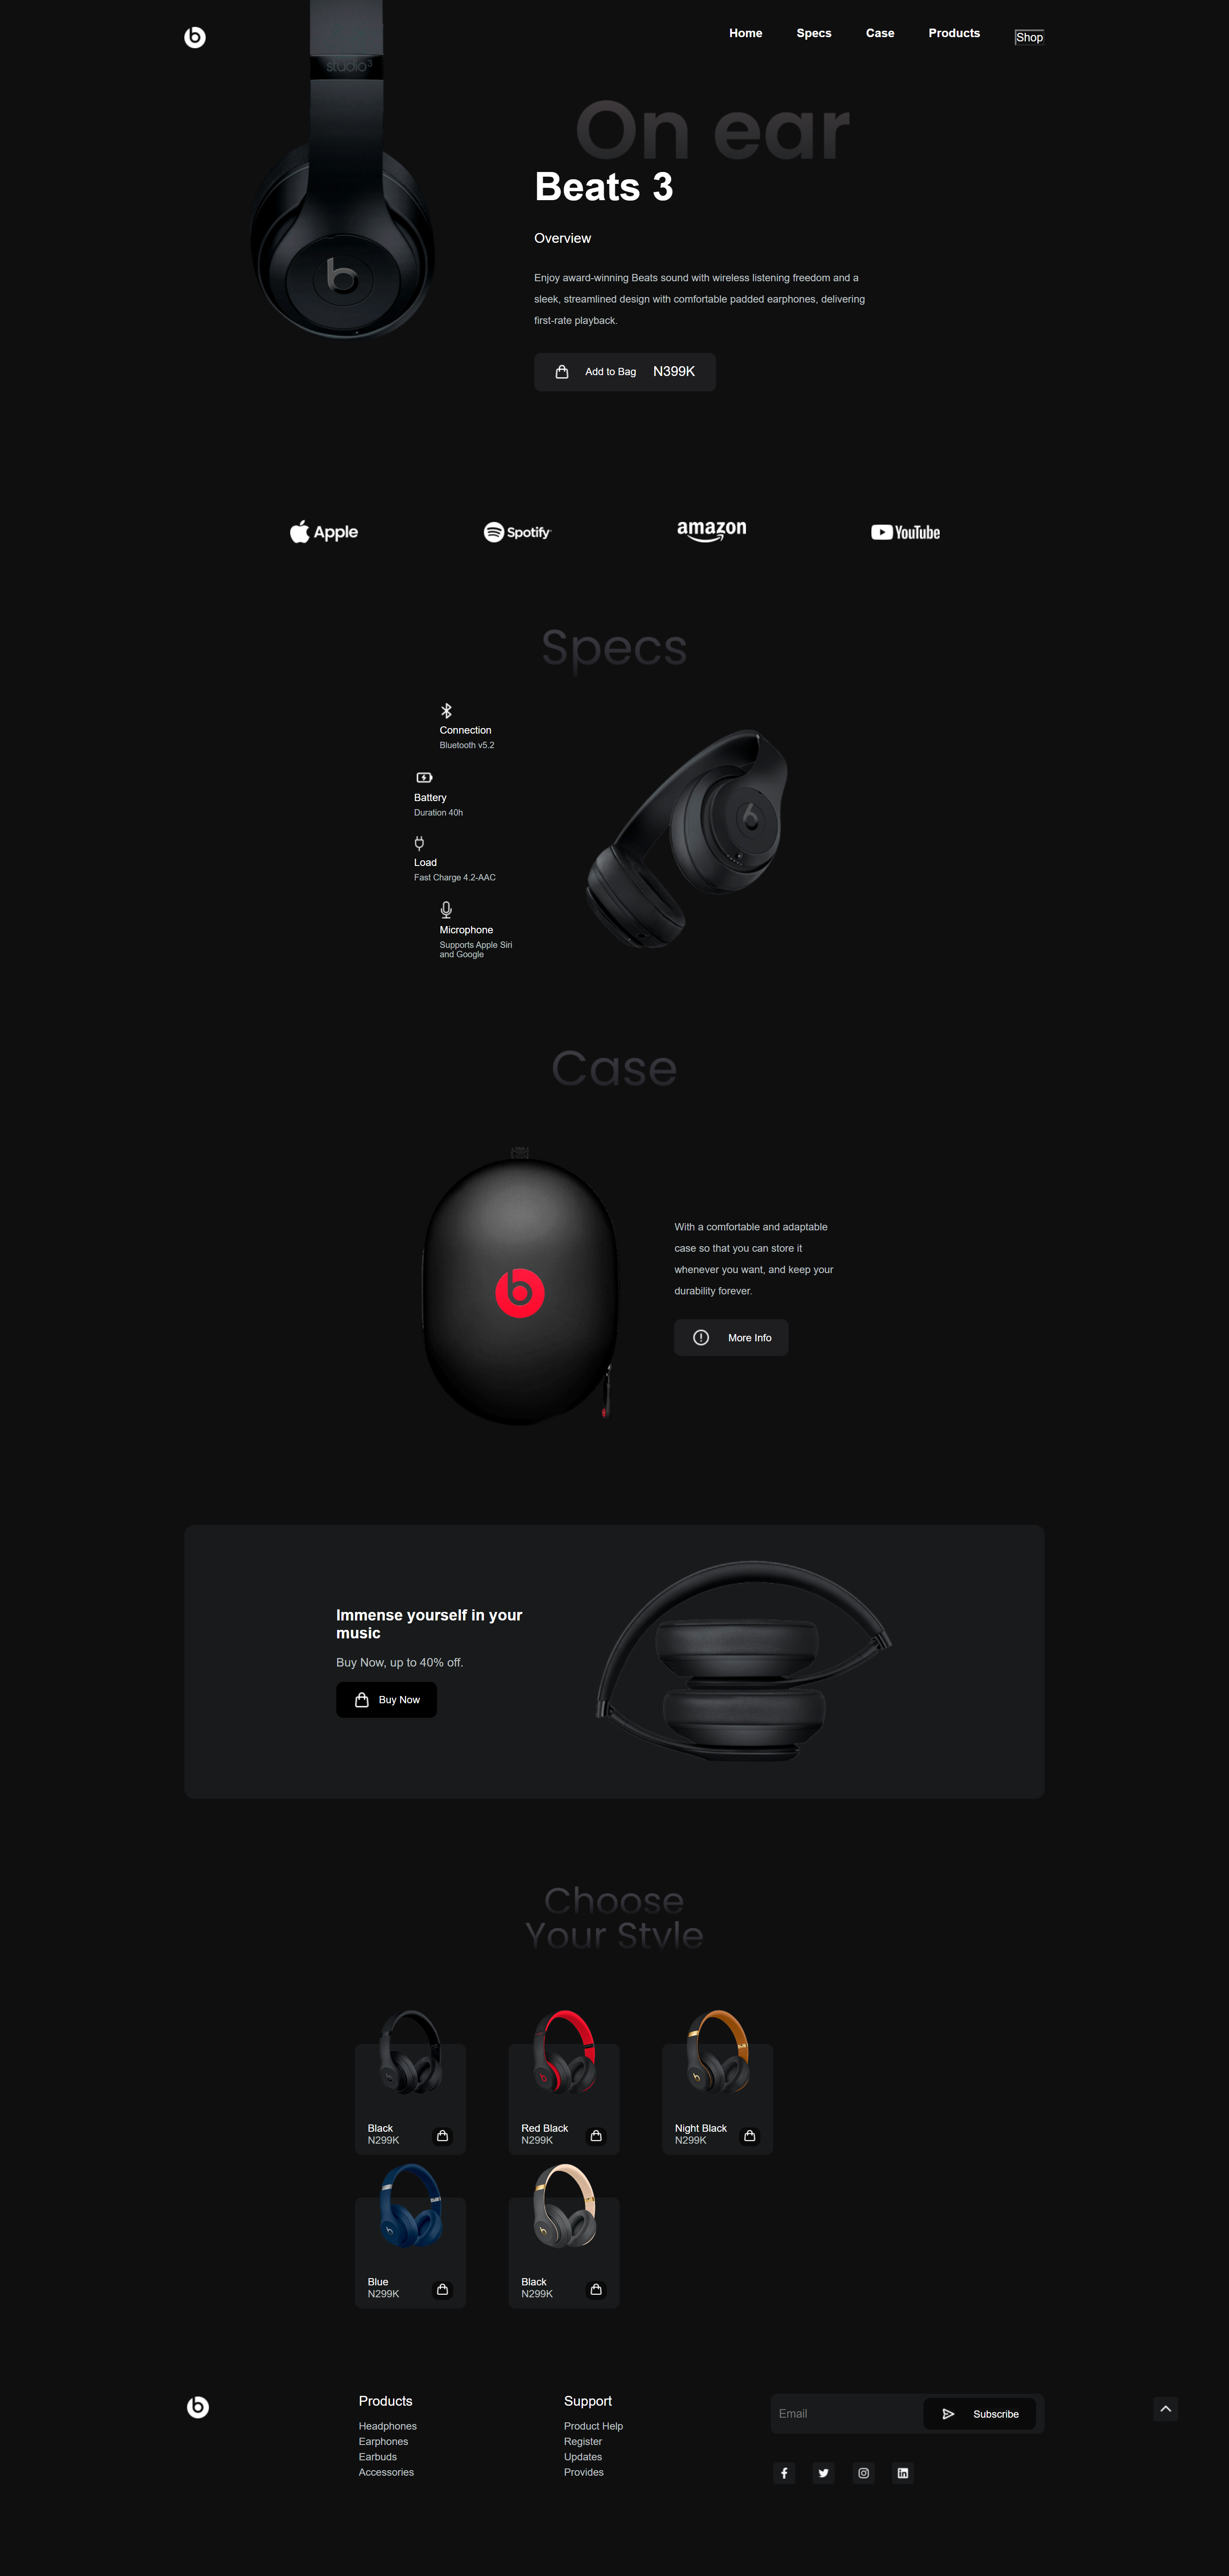 Home Specs Case Products Shop
studio3
On ear
Beats 3
Overview
Enjoy award-winning Beats sound with wireless listening freedom and a
sleek, streamlined design with comfortable padded earphones, delivering
first-rate playback.
Add to Bag N399K
Apple Spotify amazon YouTube
Specs
Connection
Bluetooth v5.2
Battery
Duration 40h
Load
Fast Charge 4.2-AAC
Microphone
Supports Apple Siri
and Google
Case
With a comfortable and adaptable
case so that you can store it
whenever you want, and keep your
durability forever.
More Info
Immense yourself in your
music
Buy Now, up to 40% off.
Buy Now
Choose
Your Style
Black
N299K
Red Black
N299K
Night Black
N299K
Blue
N299K
Black
N299K
Products
Headphones
Earphones
Earbuds
Accessories
Support
Product Help
Register
Updates
Provides
Email Subscribe